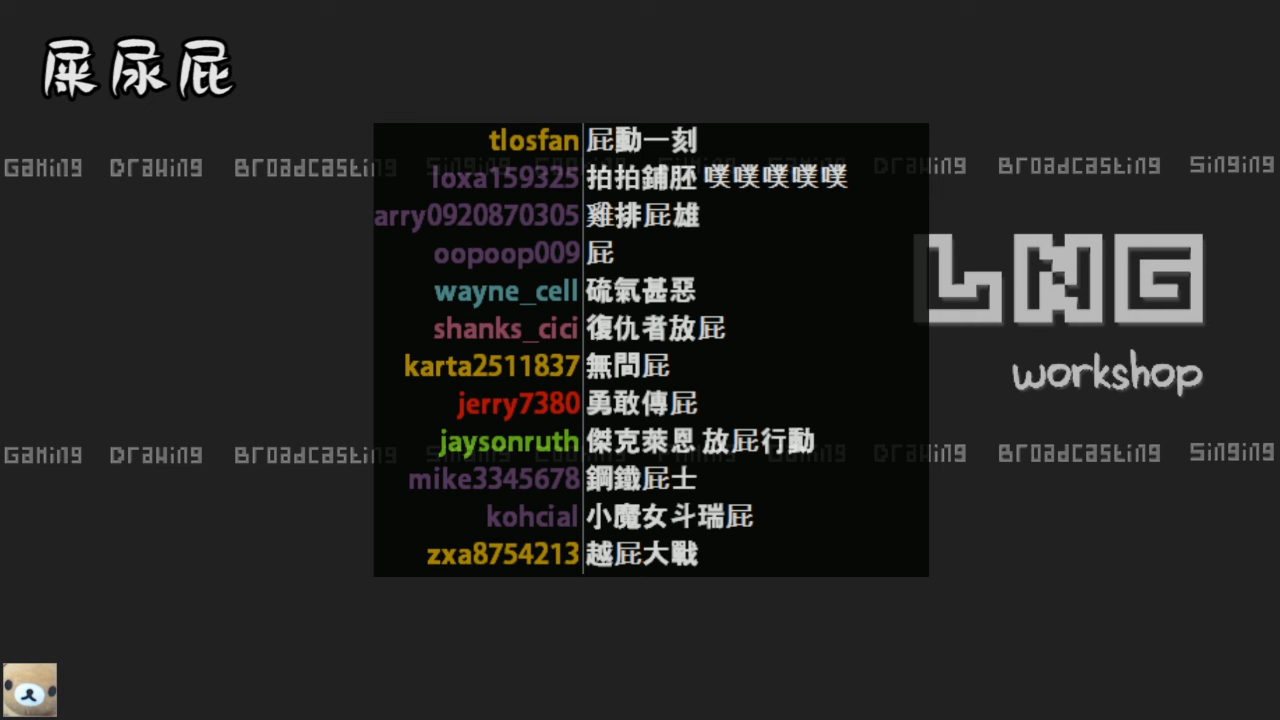 屎尿屁
Gaming Drawing Broadcasting Singing Drawing Broadcasting Singing
tlosfan 屁動一刻
loxa159325 拍拍鋪胚 噗噗噗噗噗
arry0920870305 雞排屁雄
oopoop009 屁
wayne_cell 硫氣甚惡
shanks_cici 復仇者放屁
karta2511837 無間屁
jerry7380 勇敢傳屁
jaysonruth 傑克萊恩 放屁行動
mike3345678 鋼鐵屁士
kohcial 小魔女斗瑞屁
zxa8754213 越屁大戰
LNG
workshop
Gaming Drawing Broadcasting Singing Drawing Broadcasting Singing